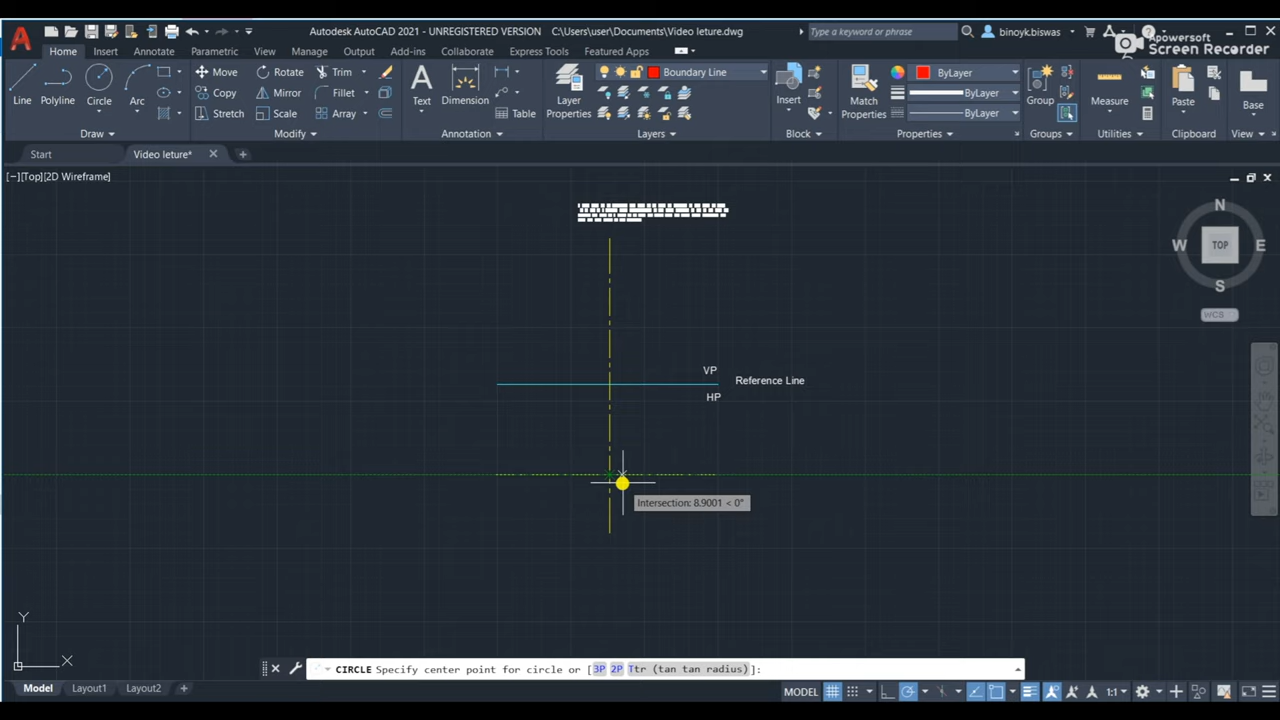 Autodesk AutoCAD 2021 - UNREGISTERED VERSION
C:\Users\user\Documents\Video leture.dwg
Type a keyword or phrase
binoyk.biswas
Apowersoft
Screen Recorder
Home Insert Annotate Parametric View Manage Output Add-ins Collaborate Express Tools Featured Apps
Line Polyline Circle Arc
Move Rotate Trim
Copy Mirror Fillet
Stretch Scale Array
Text Dimension Table
Layer Properties
Boundary Line
Insert
Match Properties
ByLayer
ByLayer
ByLayer
Group Measure Paste Base
Draw Modify Annotation Layers Block Properties Groups Utilities Clipboard View
Start Video leture*
[−][Top][2D Wireframe]
N
W TOP E
S
WCS
VP
Reference Line
HP
Intersection: 8.9001 < 0°
Y
X
CIRCLE Specify center point for circle or [3P 2P Ttr (tan tan radius)]:
Model Layout1 Layout2
MODEL 1:1